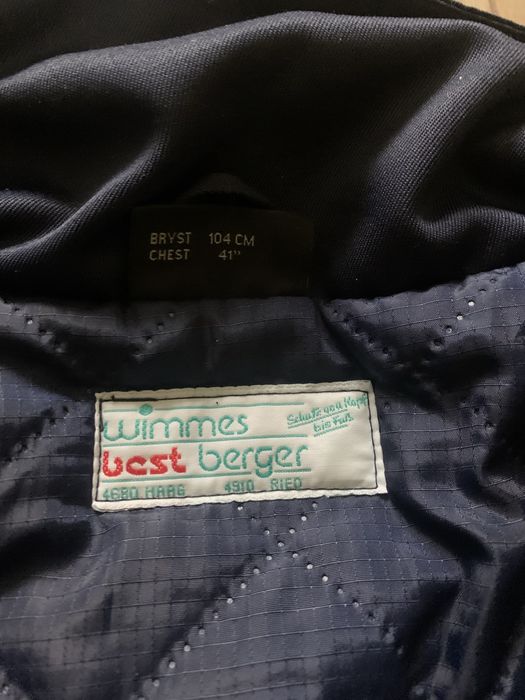 BRYST 104 CM
CHEST 41"
wimmes
Schutz von Kopf
bis Fuß
best berger
4680 HAAG 4910 RIED